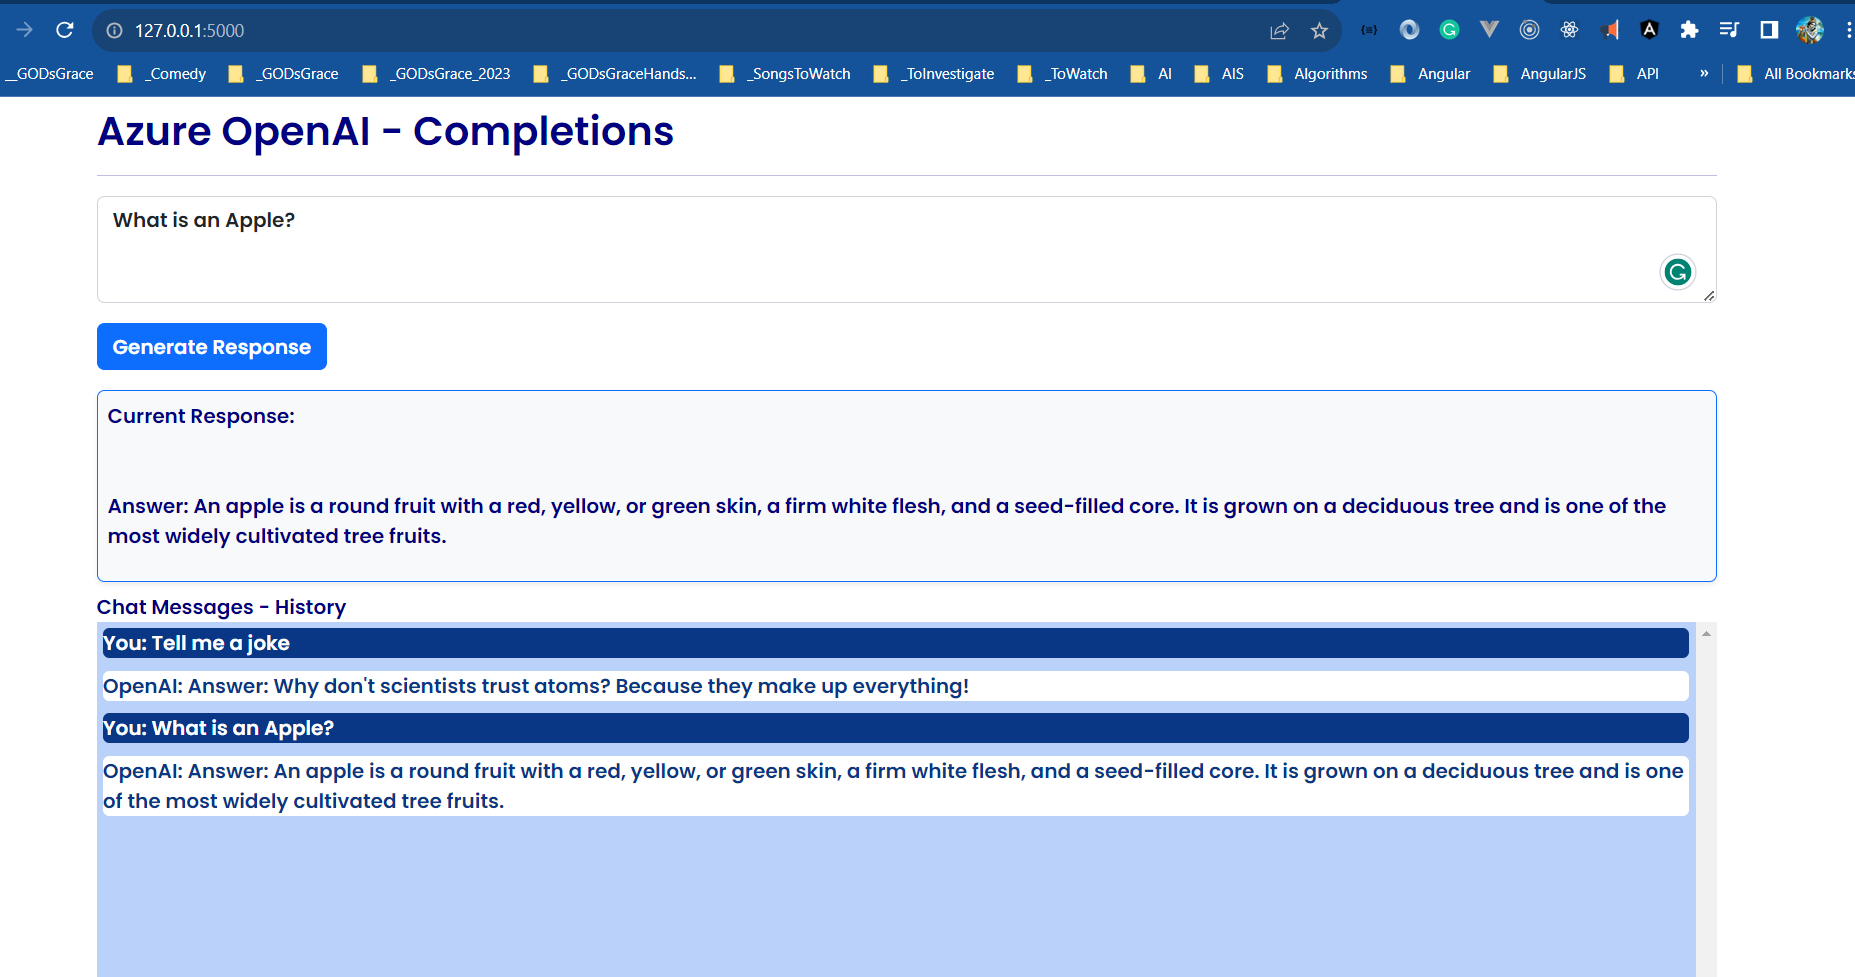 127.0.0.1:5000
__GODsGrace _Comedy _GODsGrace _GODsGrace_2023 _GODsGraceHands... _SongsToWatch _ToInvestigate _ToWatch AI AIS Algorithms Angular AngularJS API » All Bookmarks
Azure OpenAI - Completions
What is an Apple?
Generate Response
Current Response:
Answer: An apple is a round fruit with a red, yellow, or green skin, a firm white flesh, and a seed-filled core. It is grown on a deciduous tree and is one of the
most widely cultivated tree fruits.
Chat Messages - History
You: Tell me a joke
OpenAI: Answer: Why don't scientists trust atoms? Because they make up everything!
You: What is an Apple?
OpenAI: Answer: An apple is a round fruit with a red, yellow, or green skin, a firm white flesh, and a seed-filled core. It is grown on a deciduous tree and is one
of the most widely cultivated tree fruits.